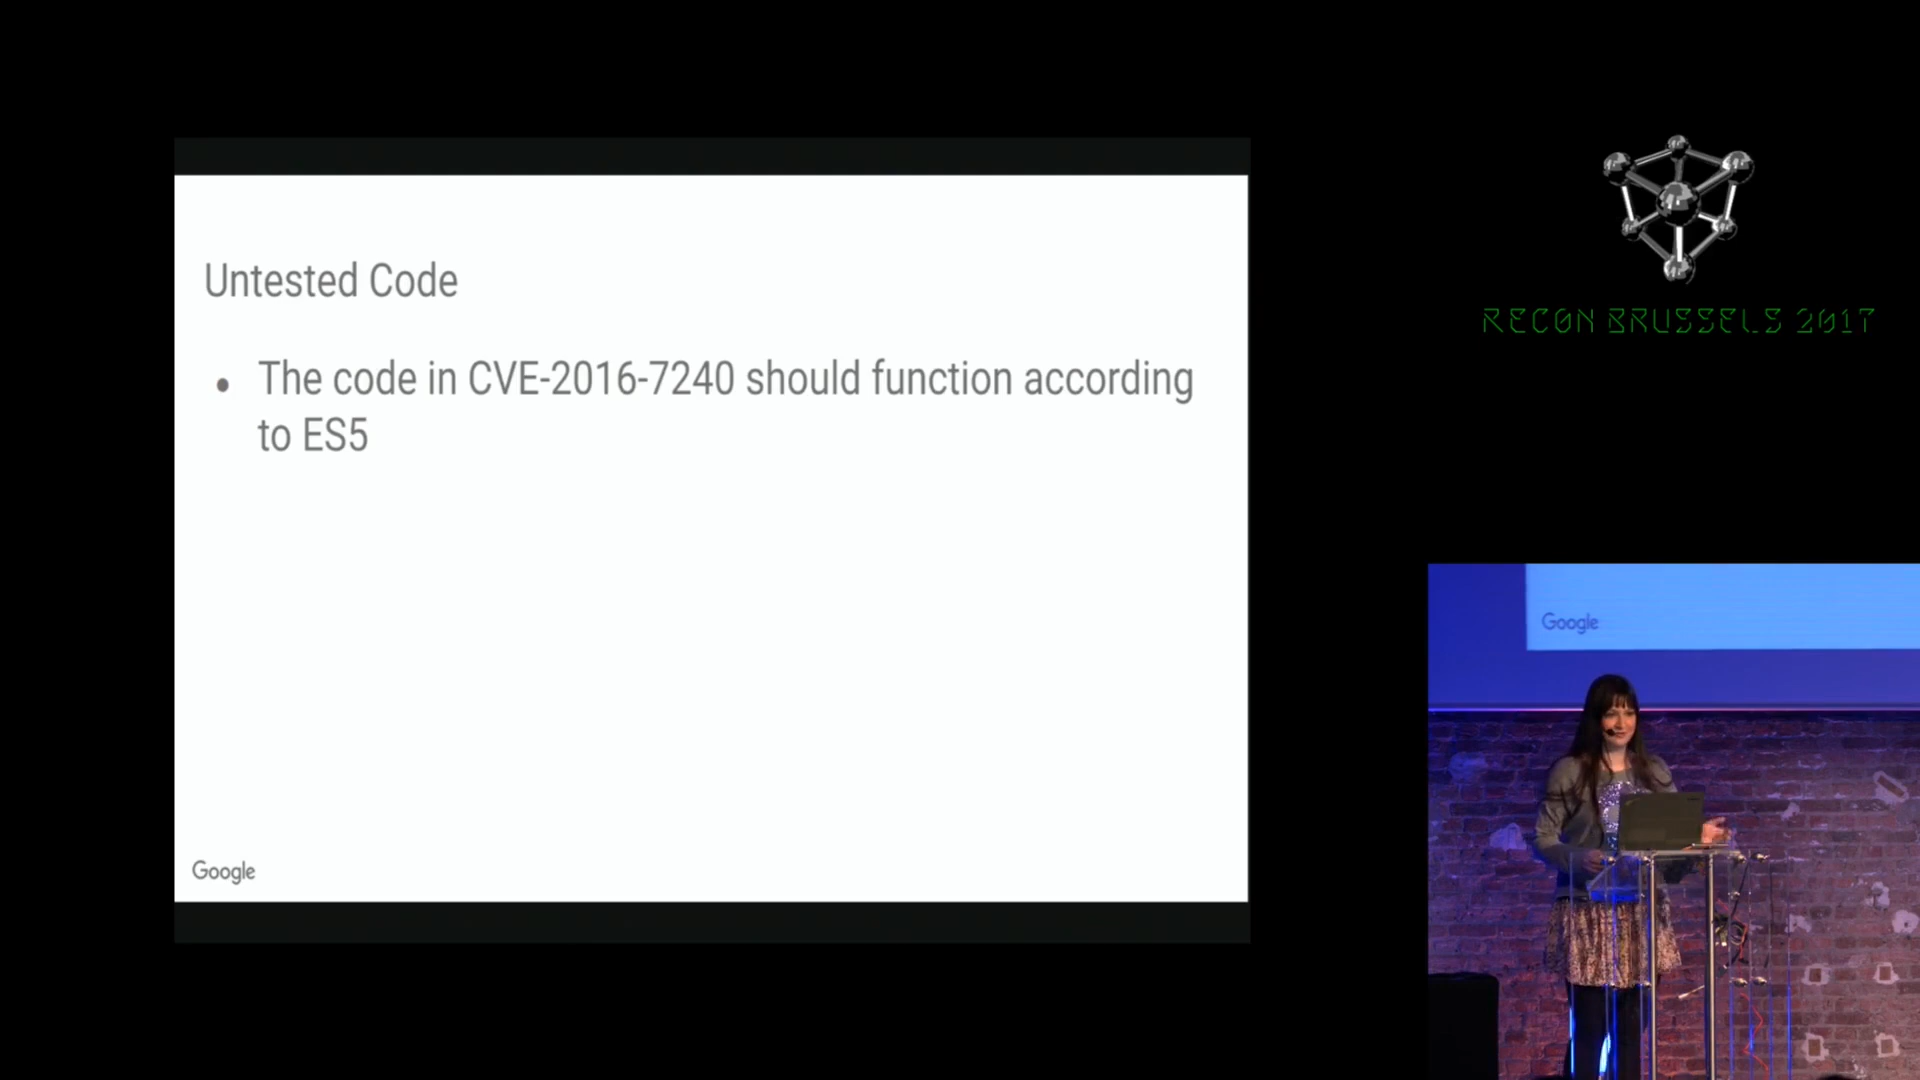 RECON BRUSSELS 2017
Untested Code
• The code in CVE-2016-7240 should function according
to ES5
Google
Google